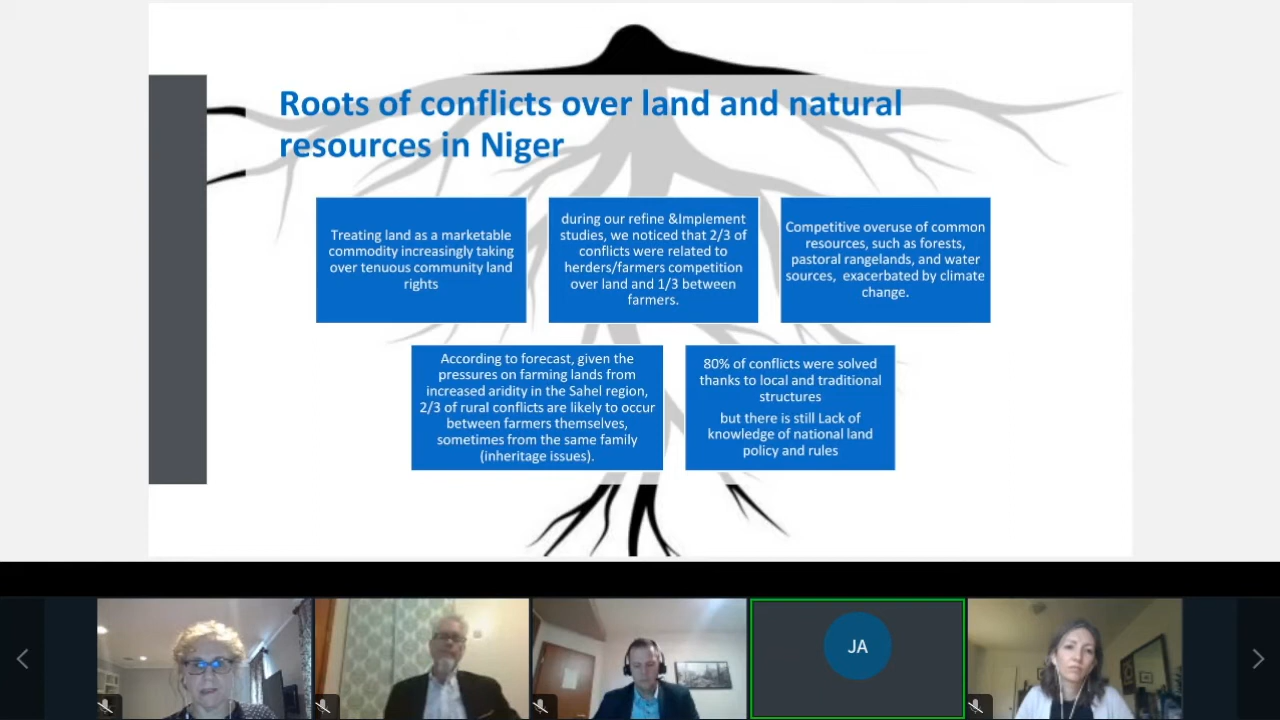 Roots of conflicts over land and natural
resources in Niger
Treating land as a marketable
commodity increasingly taking
over tenuous community land
rights
during our refine &Implement
studies, we noticed that 2/3 of
conflicts were related to
herders/farmers competition
over land and 1/3 between
farmers.
Competitive overuse of common
resources, such as forests,
pastoral rangelands, and water
sources,  exacerbated by climate
change.
According to forecast, given the
pressures on farming lands from
increased aridity in the Sahel region,
2/3 of rural conflicts are likely to occur
between farmers themselves,
sometimes from the same family
(inheritage issues).
80% of conflicts were solved
thanks to local and traditional
structures
but there is still Lack of
knowledge of national land
policy and rules
JA